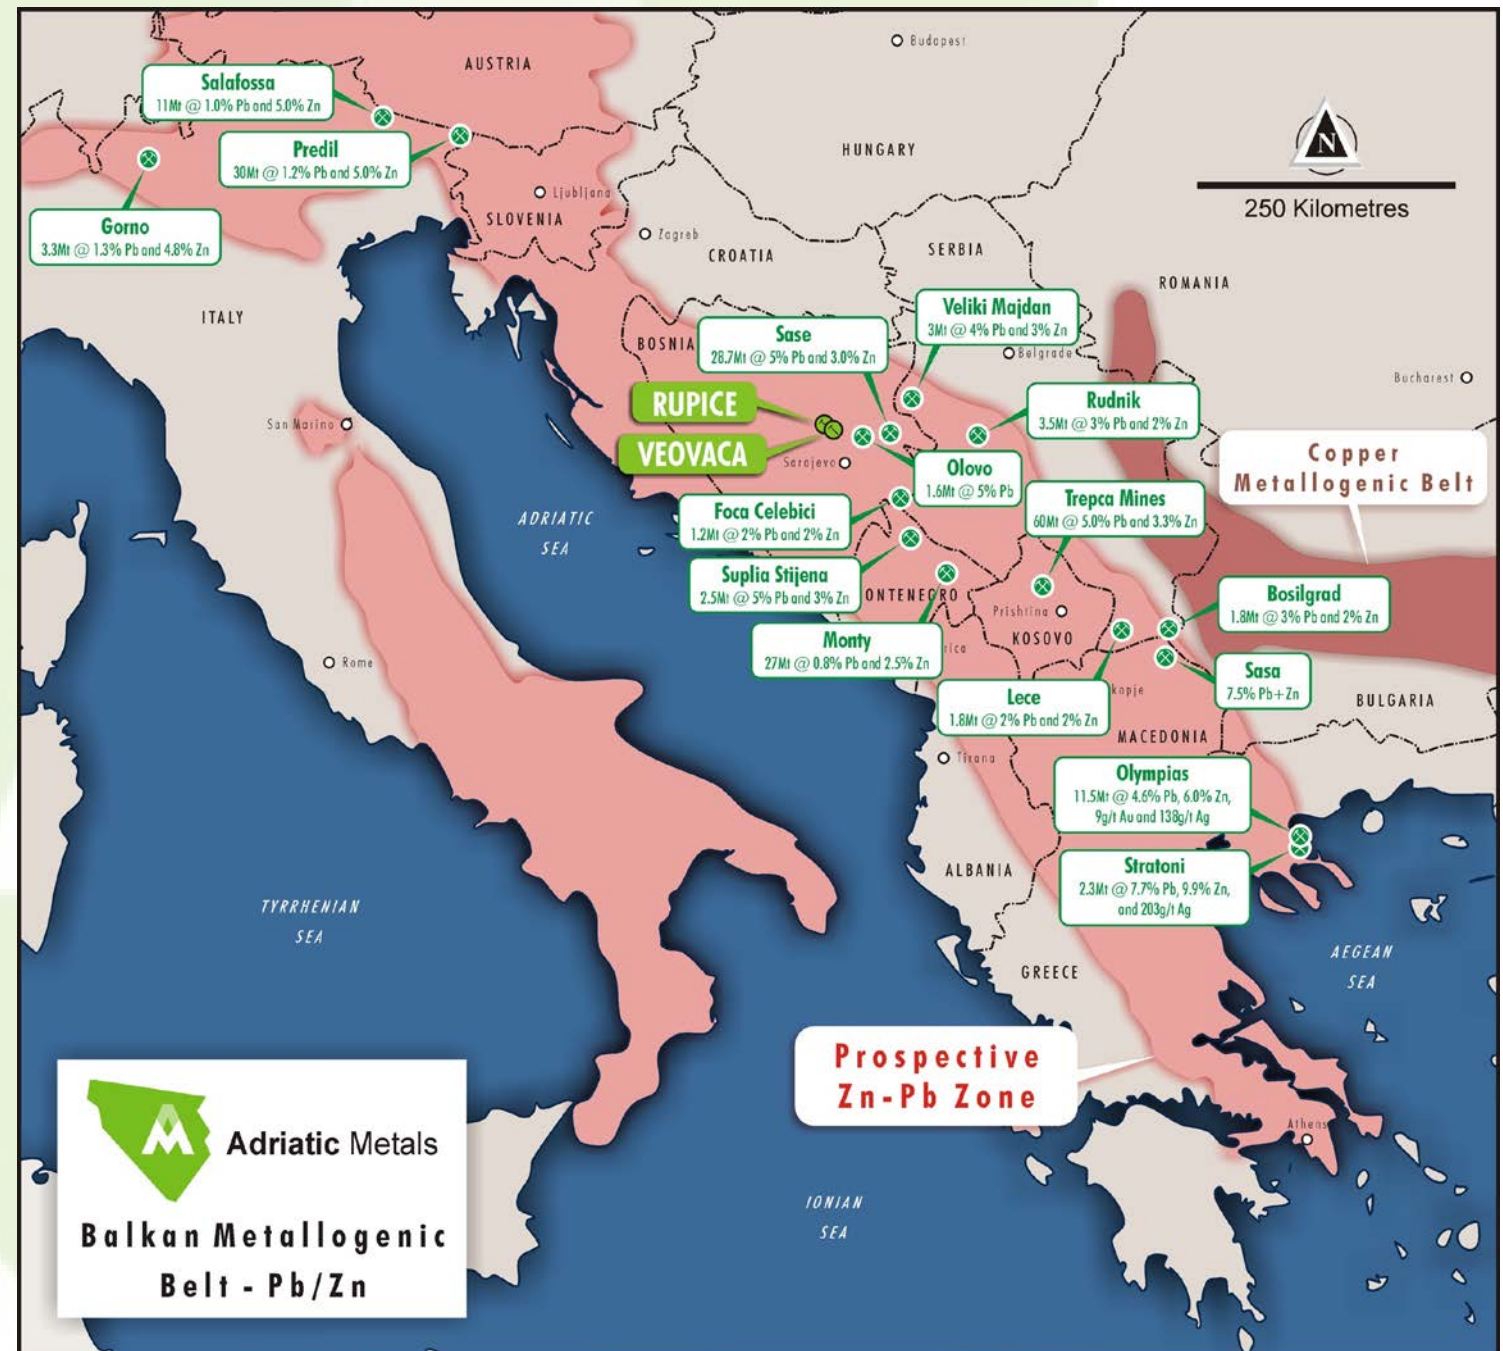 Budapest
AUSTRIA
Salafossa
11Mt @ 1.0% Pb and 5.0% Zn
Predil
30Mt @ 1.2% Pb and 5.0% Zn
HUNGARY
N
250 Kilometres
Ljubljana
SLOVENIA
Gorno
3.3Mt @ 1.3% Pb and 4.8% Zn
Zagreb
CROATIA
SERBIA
ROMANIA
ITALY
Veliki Majdan
3Mt @ 4% Pb and 3% Zn
BOSNIA
Sase
28.7Mt @ 5% Pb and 3.0% Zn
Belgrade
Bucharest
RUPICE
Rudnik
3.5Mt @ 3% Pb and 2% Zn
San Marino
VEOVACA
Sarajevo
Olovo
1.6Mt @ 5% Pb
Copper
Metallogenic Belt
Trepca Mines
60Mt @ 5.0% Pb and 3.3% Zn
Foca Celebici
1.2Mt @ 2% Pb and 2% Zn
ADRIATIC
SEA
Suplia Stijena
2.5Mt @ 5% Pb and 3% Zn
ONTENEGRO
Prishtina
KOSOVO
Bosilgrad
1.8Mt @ 3% Pb and 2% Zn
Monty
27Mt @ 0.8% Pb and 2.5% Zn
rica
Rome
Sasa
7.5% Pb+Zn
Lece
1.8Mt @ 2% Pb and 2% Zn
kopje
BULGARIA
MACEDONIA
Tirana
Olympias
11.5Mt @ 4.6% Pb, 6.0% Zn,
9g/t Au and 138g/t Ag
ALBANIA
Stratoni
2.3Mt @ 7.7% Pb, 9.9% Zn,
and 203g/t Ag
TYRRHENIAN
SEA
AEGEAN
SEA
GREECE
Prospective
Zn-Pb Zone
Athens
Adriatic Metals
IONIAN
SEA
Balkan Metallogenic
Belt - Pb/Zn